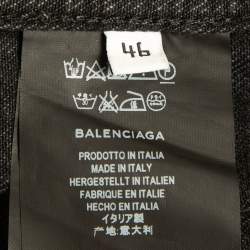 46
BALENCIAGA
PRODOTTO IN ITALIA
MADE IN ITALY
HERGESTELLT IN ITALIEN
FABRIQUÉ EN ITALIE
HECHO EN ITALIA
イタリア製
产地:意大利